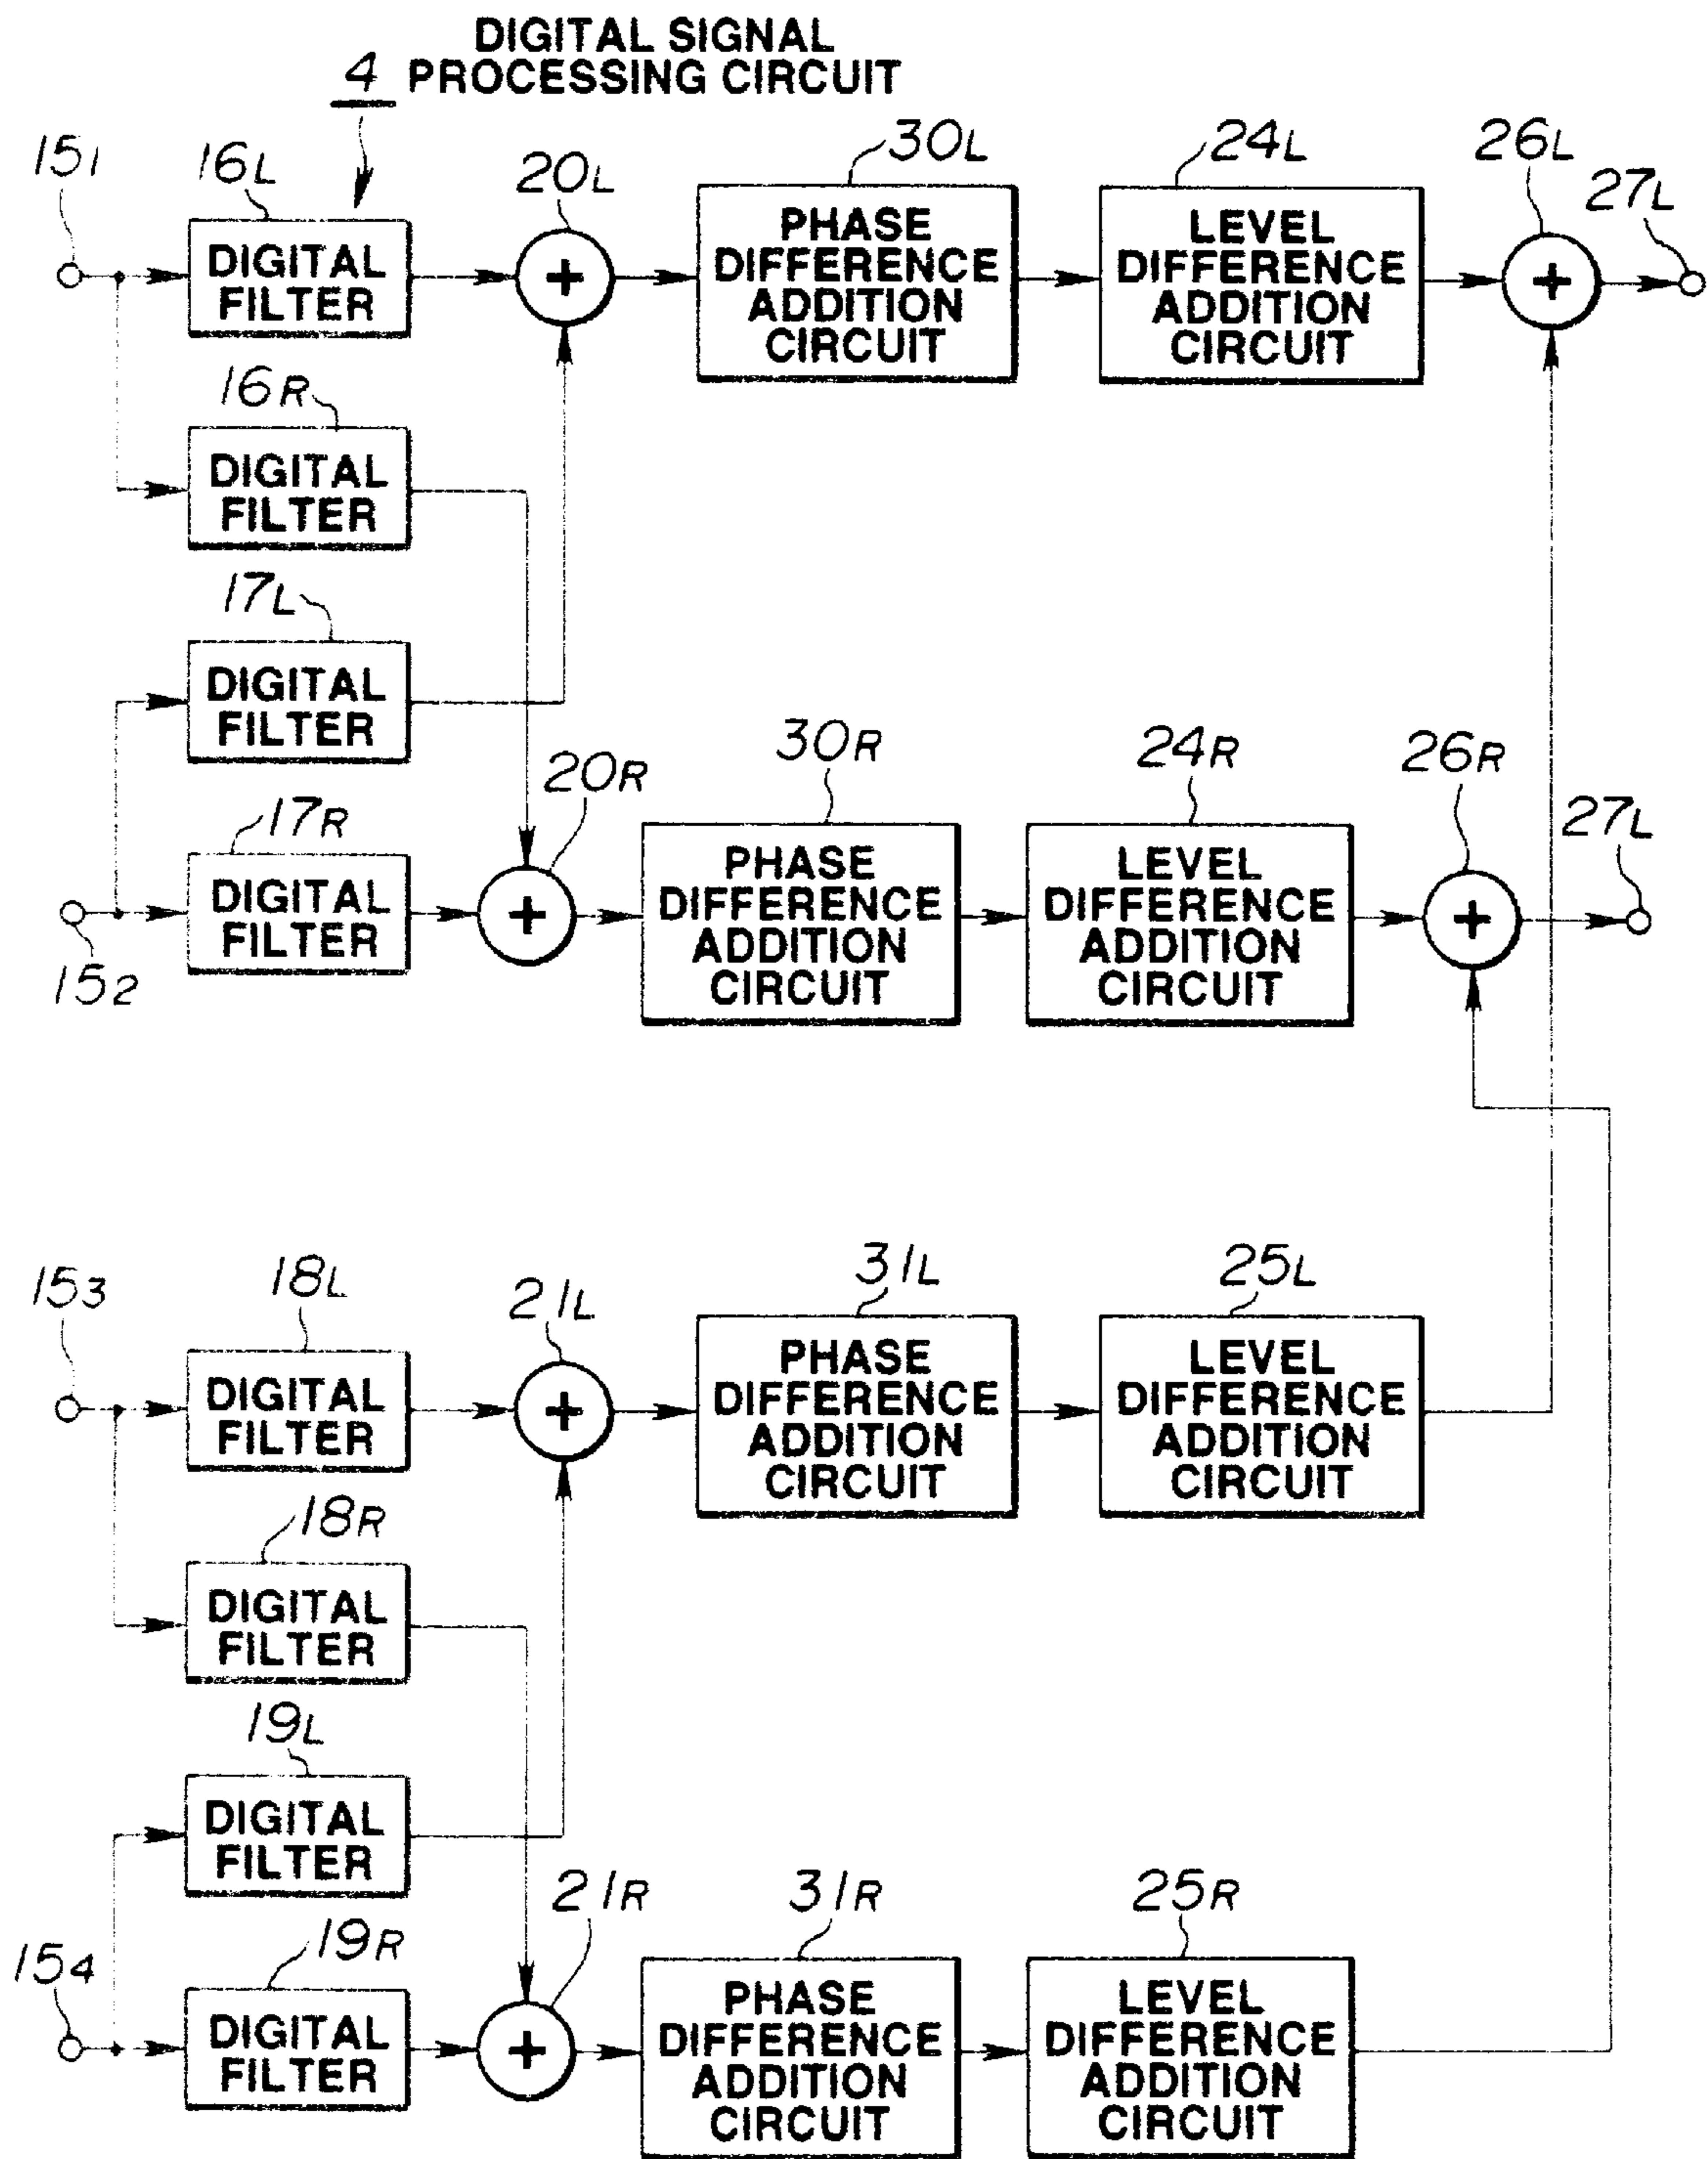 DIGITAL SIGNAL
4 PROCESSING CIRCUIT
151
16L
20L
30L
24L
26L
27L
DIGITAL
FILTER
+
PHASE
DIFFERENCE
ADDITION
CIRCUIT
LEVEL
DIFFERENCE
ADDITION
CIRCUIT
+
16R
DIGITAL
FILTER
17L
DIGITAL
FILTER
17R
20R
30R
24R
26R
27L
DIGITAL
FILTER
+
PHASE
DIFFERENCE
ADDITION
CIRCUIT
LEVEL
DIFFERENCE
ADDITION
CIRCUIT
+
152
153
18L
21L
31L
25L
DIGITAL
FILTER
+
PHASE
DIFFERENCE
ADDITION
CIRCUIT
LEVEL
DIFFERENCE
ADDITION
CIRCUIT
18R
DIGITAL
FILTER
19L
DIGITAL
FILTER
154
19R
21R
31R
25R
DIGITAL
FILTER
+
PHASE
DIFFERENCE
ADDITION
CIRCUIT
LEVEL
DIFFERENCE
ADDITION
CIRCUIT